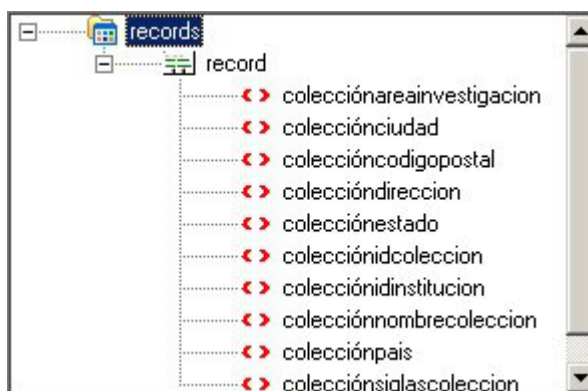 records
record
colecciónareainvestigacion
colecciónciudad
coleccióncodigopostal
coleccióndireccion
colecciónestado
colecciónidcoleccion
colecciónidinstitucion
colecciónnombrecoleccion
colecciónpais
colecciónsiglascoleccion